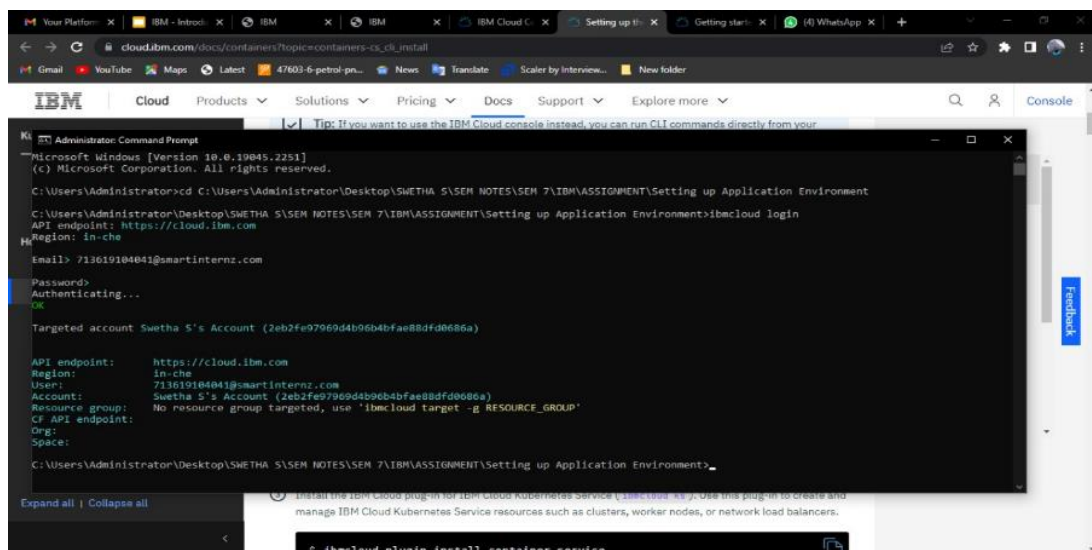 Your Platform
IBM - Introdu
IBM
IBM
IBM Cloud C
Setting up th
Getting start
(4) WhatsApp
cloud.ibm.com/docs/containers?topic=containers-cs_cli_install
Gmail YouTube Maps Latest 47603-6-petrol-pn... News Translate Scaler by Interview... New folder
IBM Cloud Products Solutions Pricing Docs Support Explore more Console
Tip: If you want to use the IBM Cloud console instead, you can run CLI commands directly from your
Administrator: Command Prompt
Microsoft Windows [Version 10.0.19045.2251]
(c) Microsoft Corporation. All rights reserved.
C:\Users\Administrator>cd C:\Users\Administrator\Desktop\SWETHA S\SEM NOTES\SEM 7\IBM\ASSIGNMENT\Setting up Application Environment
C:\Users\Administrator\Desktop\SWETHA S\SEM NOTES\SEM 7\IBM\ASSIGNMENT\Setting up Application Environment>ibmcloud login
API endpoint: https://cloud.ibm.com
Region: in-che
Email> 713619104041@smartinternz.com
Password>
Authenticating...
OK
Targeted account Swetha S's Account (2eb2fe97969d4b96b4bfae88dfd0686a)
API endpoint: https://cloud.ibm.com
Region: in-che
User: 713619104041@smartinternz.com
Account: Swetha S's Account (2eb2fe97969d4b96b4bfae88dfd0686a)
Resource group: No resource group targeted, use 'ibmcloud target -g RESOURCE_GROUP'
CF API endpoint:
Org:
Space:
C:\Users\Administrator\Desktop\SWETHA S\SEM NOTES\SEM 7\IBM\ASSIGNMENT\Setting up Application Environment>_
Feedback
Expand all | Collapse all
Install the IBM Cloud plug-in for IBM Cloud Kubernetes Service (ibmcloud ks). Use this plug-in to create and
manage IBM Cloud Kubernetes Service resources such as clusters, worker nodes, or network load balancers.
ibmcloud plugin install container-service